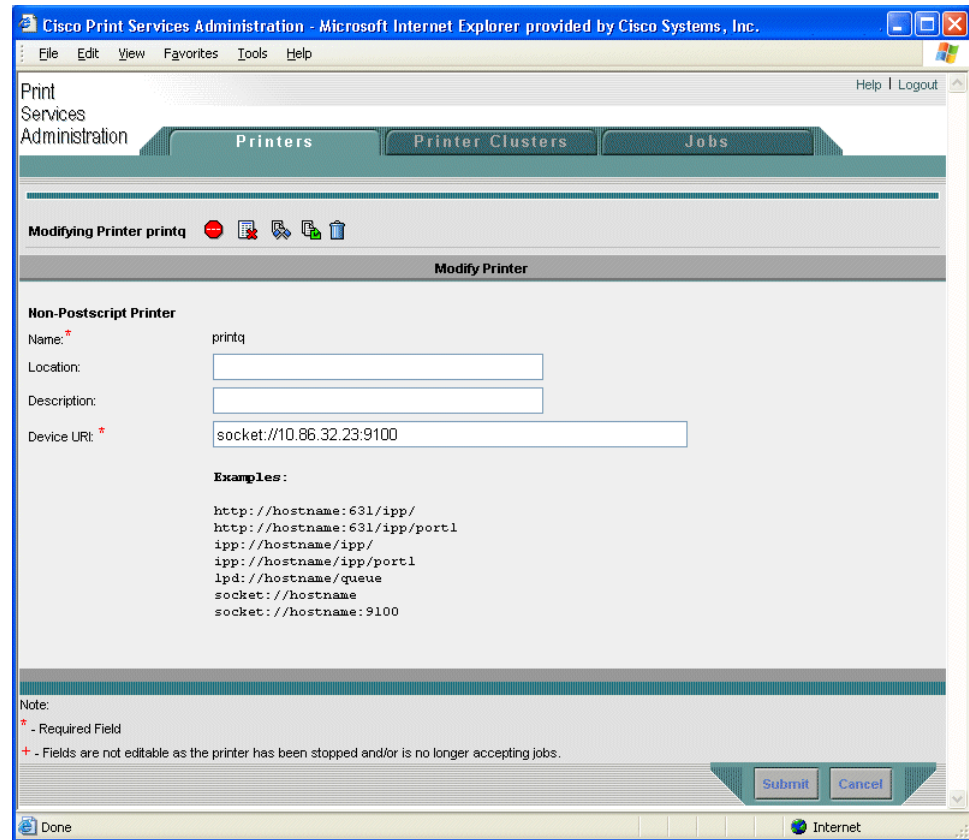 Cisco Print Services Administration - Microsoft Internet Explorer provided by Cisco Systems, Inc.
File Edit View Favorites Tools Help
Help | Logout
Print
Services
Administration
Printers Printer Clusters Jobs
Modifying Printer printq
Modify Printer
Non-Postscript Printer
Name:* printq
Location:
Description:
Device URI: * socket://10.86.32.23:9100
Examples:
http://hostname:631/ipp/
http://hostname:631/ipp/port1
ipp://hostname/ipp/
ipp://hostname/ipp/port1
lpd://hostname/queue
socket://hostname
socket://hostname:9100
Note:
* - Required Field
+ - Fields are not editable as the printer has been stopped and/or is no longer accepting jobs.
Submit Cancel
Done Internet